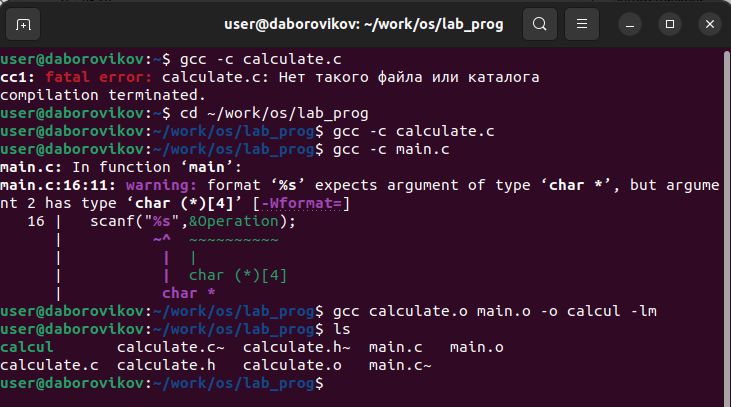 user@daborovikov: ~/work/os/lab_prog
user@daborovikov:~$ gcc -c calculate.c
cc1: fatal error: calculate.c: Нет такого файла или каталога
compilation terminated.
user@daborovikov:~$ cd ~/work/os/lab_prog
user@daborovikov:~/work/os/lab_prog$ gcc -c calculate.c
user@daborovikov:~/work/os/lab_prog$ gcc -c main.c
main.c: In function ‘main’:
main.c:16:11: warning: format ‘%s’ expects argument of type ‘char *’, but argume
nt 2 has type ‘char (*)[4]’ [-Wformat=]
   16 |   scanf("%s",&Operation);
      |          ~^  ~~~~~~~~~~
      |           |  |
      |           |  char (*)[4]
      |           char *
user@daborovikov:~/work/os/lab_prog$ gcc calculate.o main.o -o calcul -lm
user@daborovikov:~/work/os/lab_prog$ ls
calcul       calculate.c~  calculate.h~  main.c   main.o
calculate.c  calculate.h   calculate.o   main.c~
user@daborovikov:~/work/os/lab_prog$